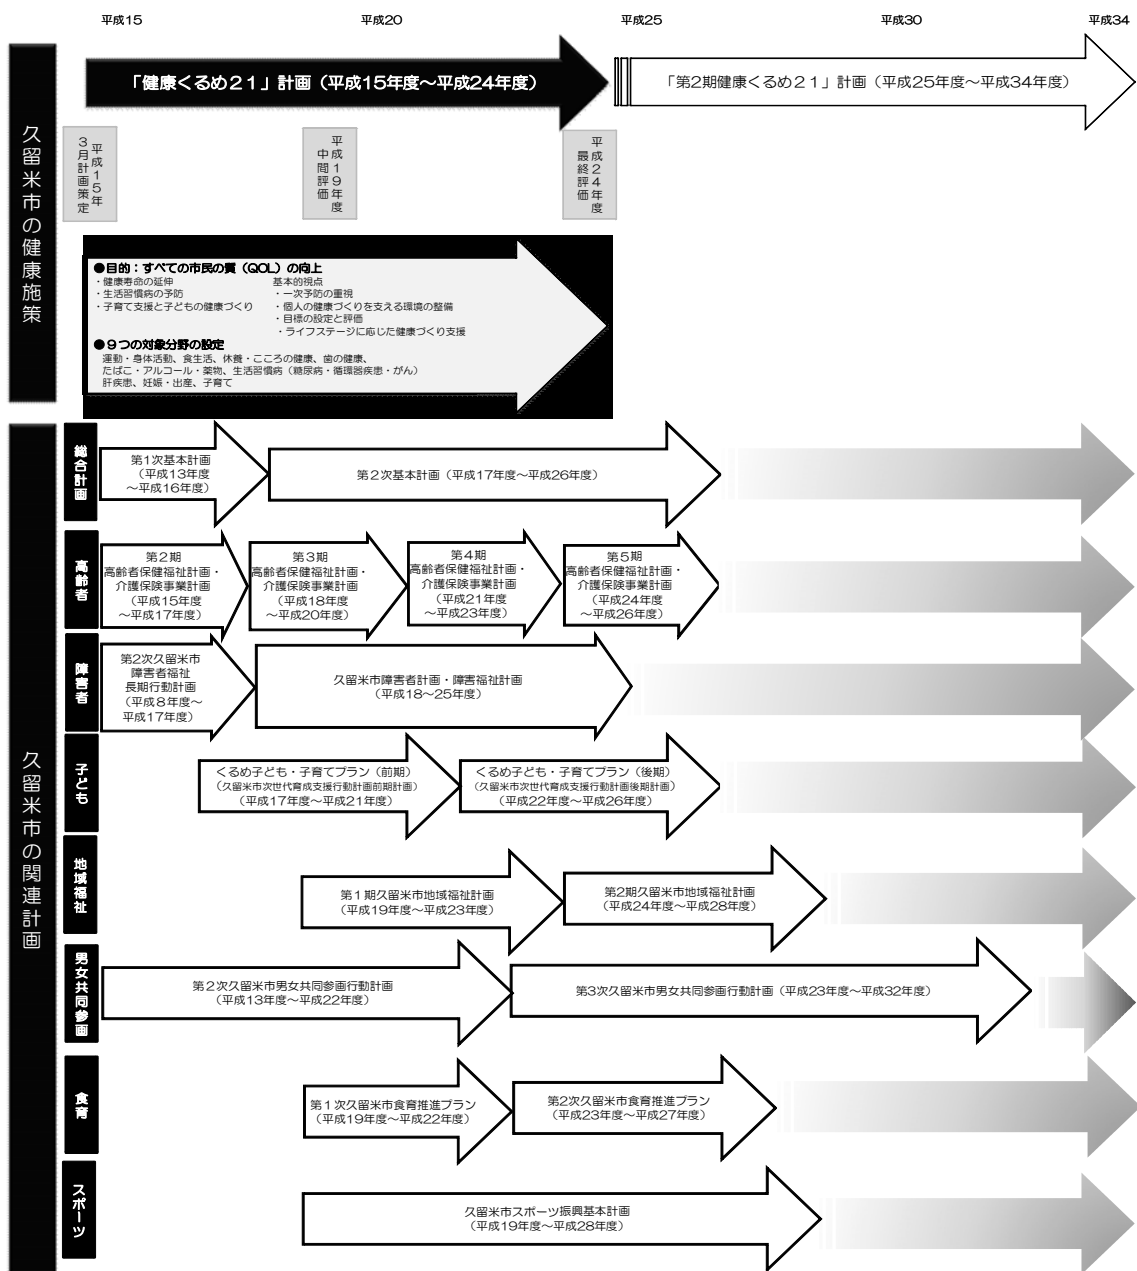 平成15
平成20
平成25
平成30
平成34
久留米市の健康施策
「健康くるめ２１」計画（平成15年度～平成24年度）
「第2期健康くるめ２１」計画（平成25年度～平成34年度）
平成１５年
３月計画策定
平成１９年度
中間評価
平成２４年度
最終評価
●目的：すべての市民の質（QOL）の向上
・健康寿命の延伸
・生活習慣病の予防
・子育て支援と子どもの健康づくり
基本的視点
・一次予防の重視
・個人の健康づくりを支える環境の整備
・目標の設定と評価
・ライフステージに応じた健康づくり支援
●９つの対象分野の設定
運動・身体活動、食生活、休養・こころの健康、歯の健康、
たばこ・アルコール・薬物、生活習慣病（糖尿病・循環器疾患・がん）
肝疾患、妊娠・出産、子育て
久留米市の関連計画
総合計画
第1次基本計画
（平成13年度
～平成16年度）
第２次基本計画（平成17年度～平成26年度）
高齢者
第２期
高齢者保健福祉計画・
介護保険事業計画
（平成15年度
～平成17年度）
第３期
高齢者保健福祉計画・
介護保険事業計画
（平成18年度
～平成20年度）
第４期
高齢者保健福祉計画・
介護保険事業計画
（平成21年度
～平成23年度）
第５期
高齢者保健福祉計画・
介護保険事業計画
（平成24年度
～平成26年度）
障害者
第2次久留米市
障害者福祉
長期行動計画
（平成８年度～
平成17年度）
久留米市障害者計画・障害福祉計画
（平成18～25年度）
子ども
くるめ子ども・子育てプラン（前期）
（久留米市次世代育成支援行動計画前期計画）
（平成17年度～平成21年度）
くるめ子ども・子育てプラン（後期）
（久留米市次世代育成支援行動計画後期計画）
（平成22年度～平成26年度）
地域福祉
第１期久留米市地域福祉計画
（平成19年度～平成23年度）
第2期久留米市地域福祉計画
（平成24年度～平成28年度）
男女共同参画
第２次久留米市男女共同参画行動計画
（平成13年度～平成22年度）
第3次久留米市男女共同参画行動計画（平成23年度～平成32年度）
食育
第１次久留米市食育推進プラン
（平成19年度～平成22年度）
第２次久留米市食育推進プラン
（平成23年度～平成27年度）
スポーツ
久留米市スポーツ振興基本計画
（平成19年度～平成28年度）